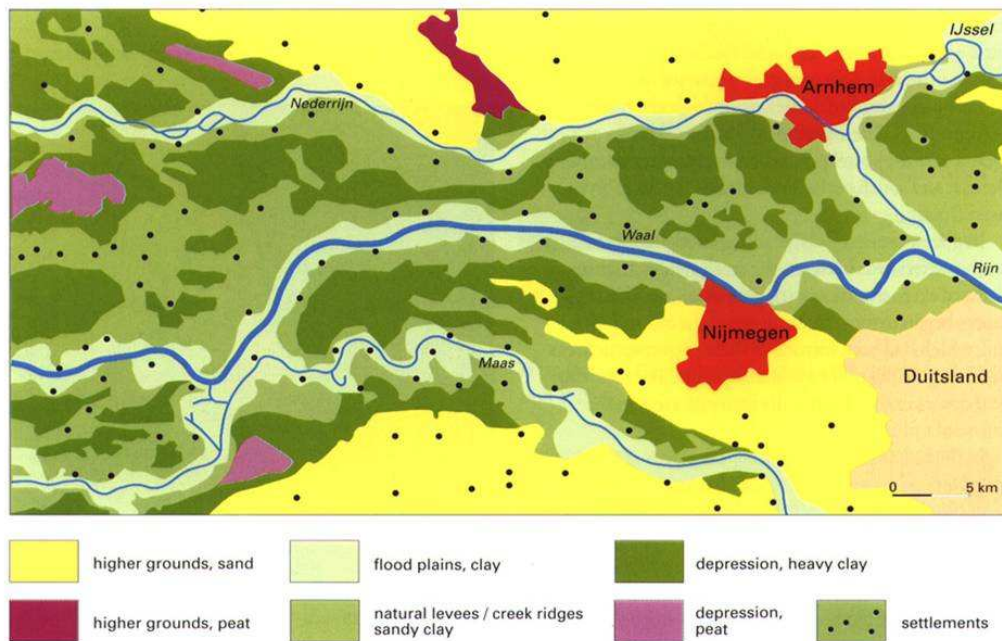 IJssel
Arnhem
Nederrijn
Waal
Rijn
Nijmegen
Maas
Duitsland
0 5 km
higher grounds, sand
flood plains, clay
depression, heavy clay
higher grounds, peat
natural levees / creek ridges
sandy clay
depression,
peat
settlements